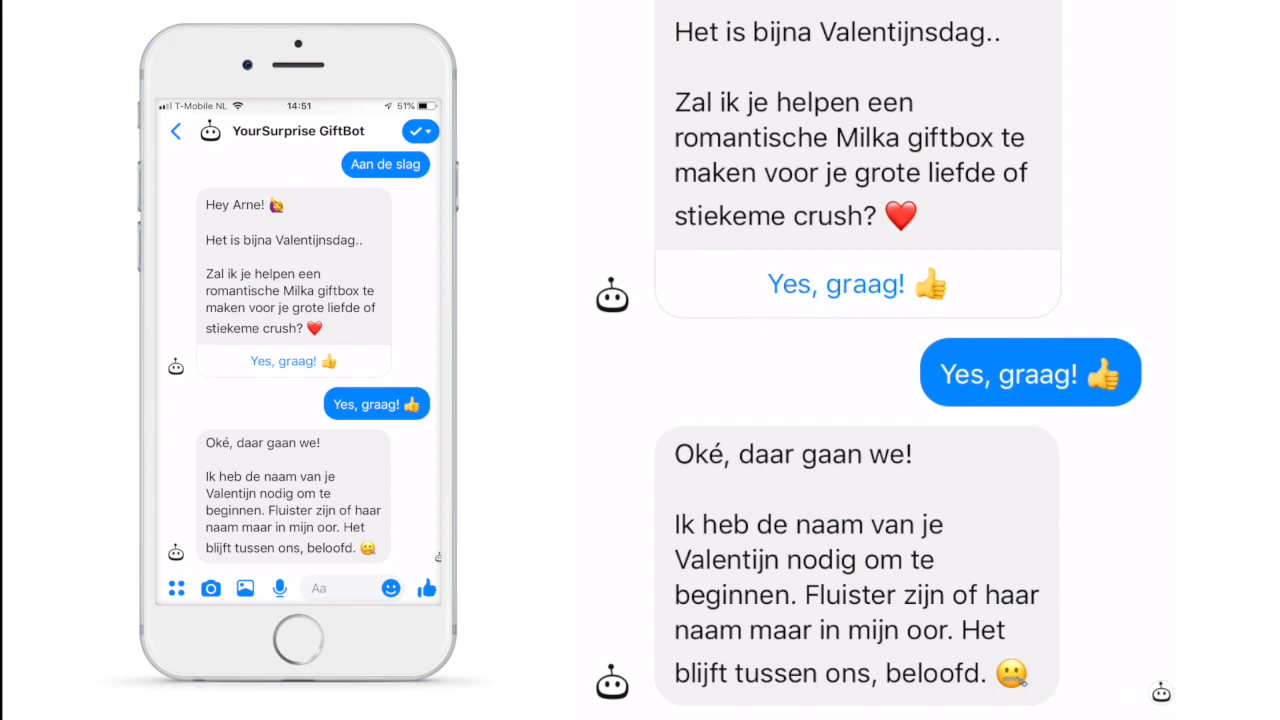 T-Mobile NL
14:51
51%
YourSurprise GiftBot
Aan de slag
Hey Arne! 🙋
Het is bijna Valentijnsdag..
Zal ik je helpen een
romantische Milka giftbox te
maken voor je grote liefde of
stiekeme crush? ❤️
Yes, graag! 👍
Yes, graag! 👍
Oké, daar gaan we!
Ik heb de naam van je
Valentijn nodig om te
beginnen. Fluister zijn of haar
naam maar in mijn oor. Het
blijft tussen ons, beloofd. 🤐
Aa
Het is bijna Valentijnsdag..
Zal ik je helpen een
romantische Milka giftbox te
maken voor je grote liefde of
stiekeme crush? ❤️
Yes, graag! 👍
Yes, graag! 👍
Oké, daar gaan we!
Ik heb de naam van je
Valentijn nodig om te
beginnen. Fluister zijn of haar
naam maar in mijn oor. Het
blijft tussen ons, beloofd. 🤐